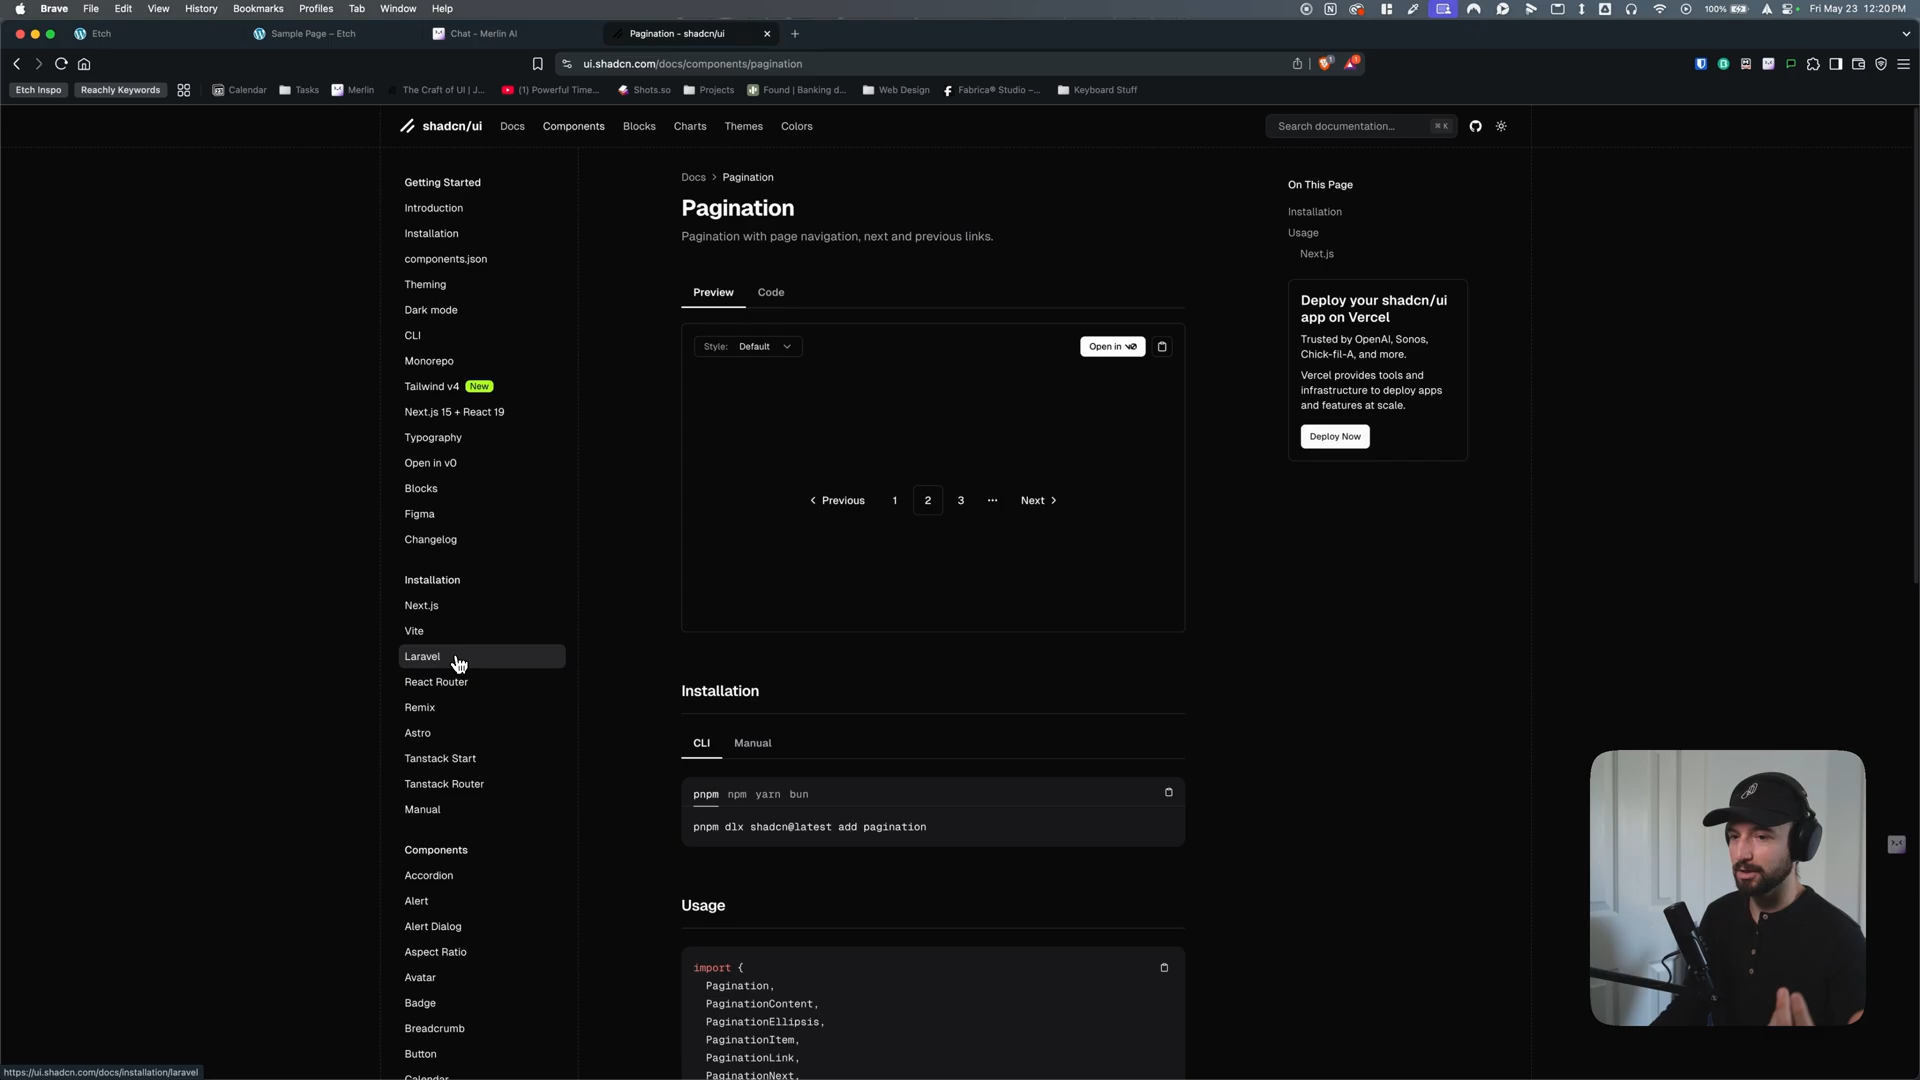 Brave File Edit View History Bookmarks Profiles Tab Window Help
100% Fri May 23 12:20 PM
Etch
Sample Page – Etch
Chat - Merlin AI
Pagination - shadcn/ui
ui.shadcn.com/docs/components/pagination
Etch Inspo
Reachly Keywords
Calendar
Tasks
Merlin
The Craft of UI | J...
(1) Powerful Time...
Shots.so
Projects
Found | Banking d...
Web Design
Fabrica® Studio –...
Keyboard Stuff
shadcn/ui Docs Components Blocks Charts Themes Colors
Search documentation... ⌘ K
Getting Started
Introduction
Installation
components.json
Theming
Dark mode
CLI
Monorepo
Tailwind v4 New
Next.js 15 + React 19
Typography
Open in v0
Blocks
Figma
Changelog
Installation
Next.js
Vite
Laravel
React Router
Remix
Astro
Tanstack Start
Tanstack Router
Manual
Components
Accordion
Alert
Alert Dialog
Aspect Ratio
Avatar
Badge
Breadcrumb
Button
Calendar
https://ui.shadcn.com/docs/installation/laravel
Docs > Pagination
Pagination
Pagination with page navigation, next and previous links.
Preview Code
Style: Default
Open in v0
Previous 1 2 3 ... Next
Installation
CLI Manual
pnpm npm yarn bun
pnpm dlx shadcn@latest add pagination
Usage
import {
Pagination,
PaginationContent,
PaginationEllipsis,
PaginationItem,
PaginationLink,
PaginationNext,
On This Page
Installation
Usage
Next.js
Deploy your shadcn/ui
app on Vercel
Trusted by OpenAI, Sonos,
Chick-fil-A, and more.
Vercel provides tools and
infrastructure to deploy apps
and features at scale.
Deploy Now